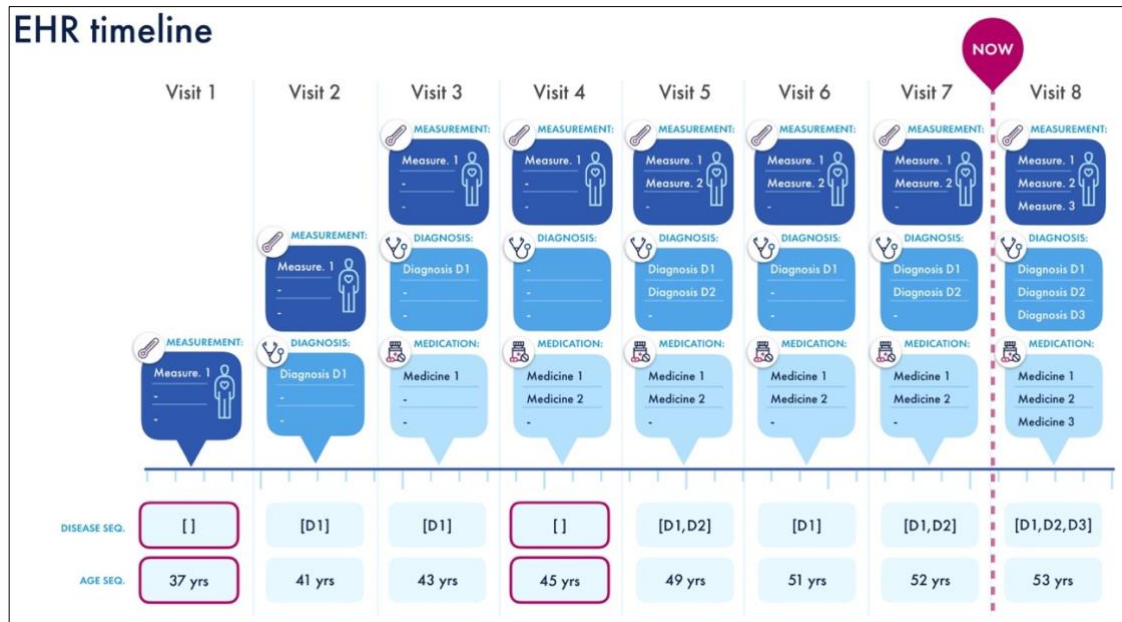 EHR timeline
NOW
Visit 1
Visit 2
Visit 3
Visit 4
Visit 5
Visit 6
Visit 7
Visit 8
MEASUREMENT:
Measure. 1
-
-
MEASUREMENT:
Measure. 1
-
-
DIAGNOSIS:
Diagnosis D1
-
-
MEASUREMENT:
Measure. 1
-
-
DIAGNOSIS:
Diagnosis D1
-
-
MEDICATION:
Medicine 1
-
-
MEASUREMENT:
Measure. 1
-
-
DIAGNOSIS:
-
-
-
MEDICATION:
Medicine 1
Medicine 2
-
MEASUREMENT:
Measure. 1
Measure. 2
-
DIAGNOSIS:
Diagnosis D1
Diagnosis D2
-
MEDICATION:
Medicine 1
Medicine 2
-
MEASUREMENT:
Measure. 1
Measure. 2
-
DIAGNOSIS:
Diagnosis D1
-
-
MEDICATION:
Medicine 1
Medicine 2
-
MEASUREMENT:
Measure. 1
Measure. 2
-
DIAGNOSIS:
Diagnosis D1
Diagnosis D2
-
MEDICATION:
Medicine 1
Medicine 2
-
MEASUREMENT:
Measure. 1
Measure. 2
Measure. 3
DIAGNOSIS:
Diagnosis D1
Diagnosis D2
Diagnosis D3
MEDICATION:
Medicine 1
Medicine 2
Medicine 3
DISEASE SEQ.
[ ]
[D1]
[D1]
[ ]
[D1,D2]
[D1]
[D1,D2]
[D1,D2,D3]
AGE SEQ.
37 yrs
41 yrs
43 yrs
45 yrs
49 yrs
51 yrs
52 yrs
53 yrs